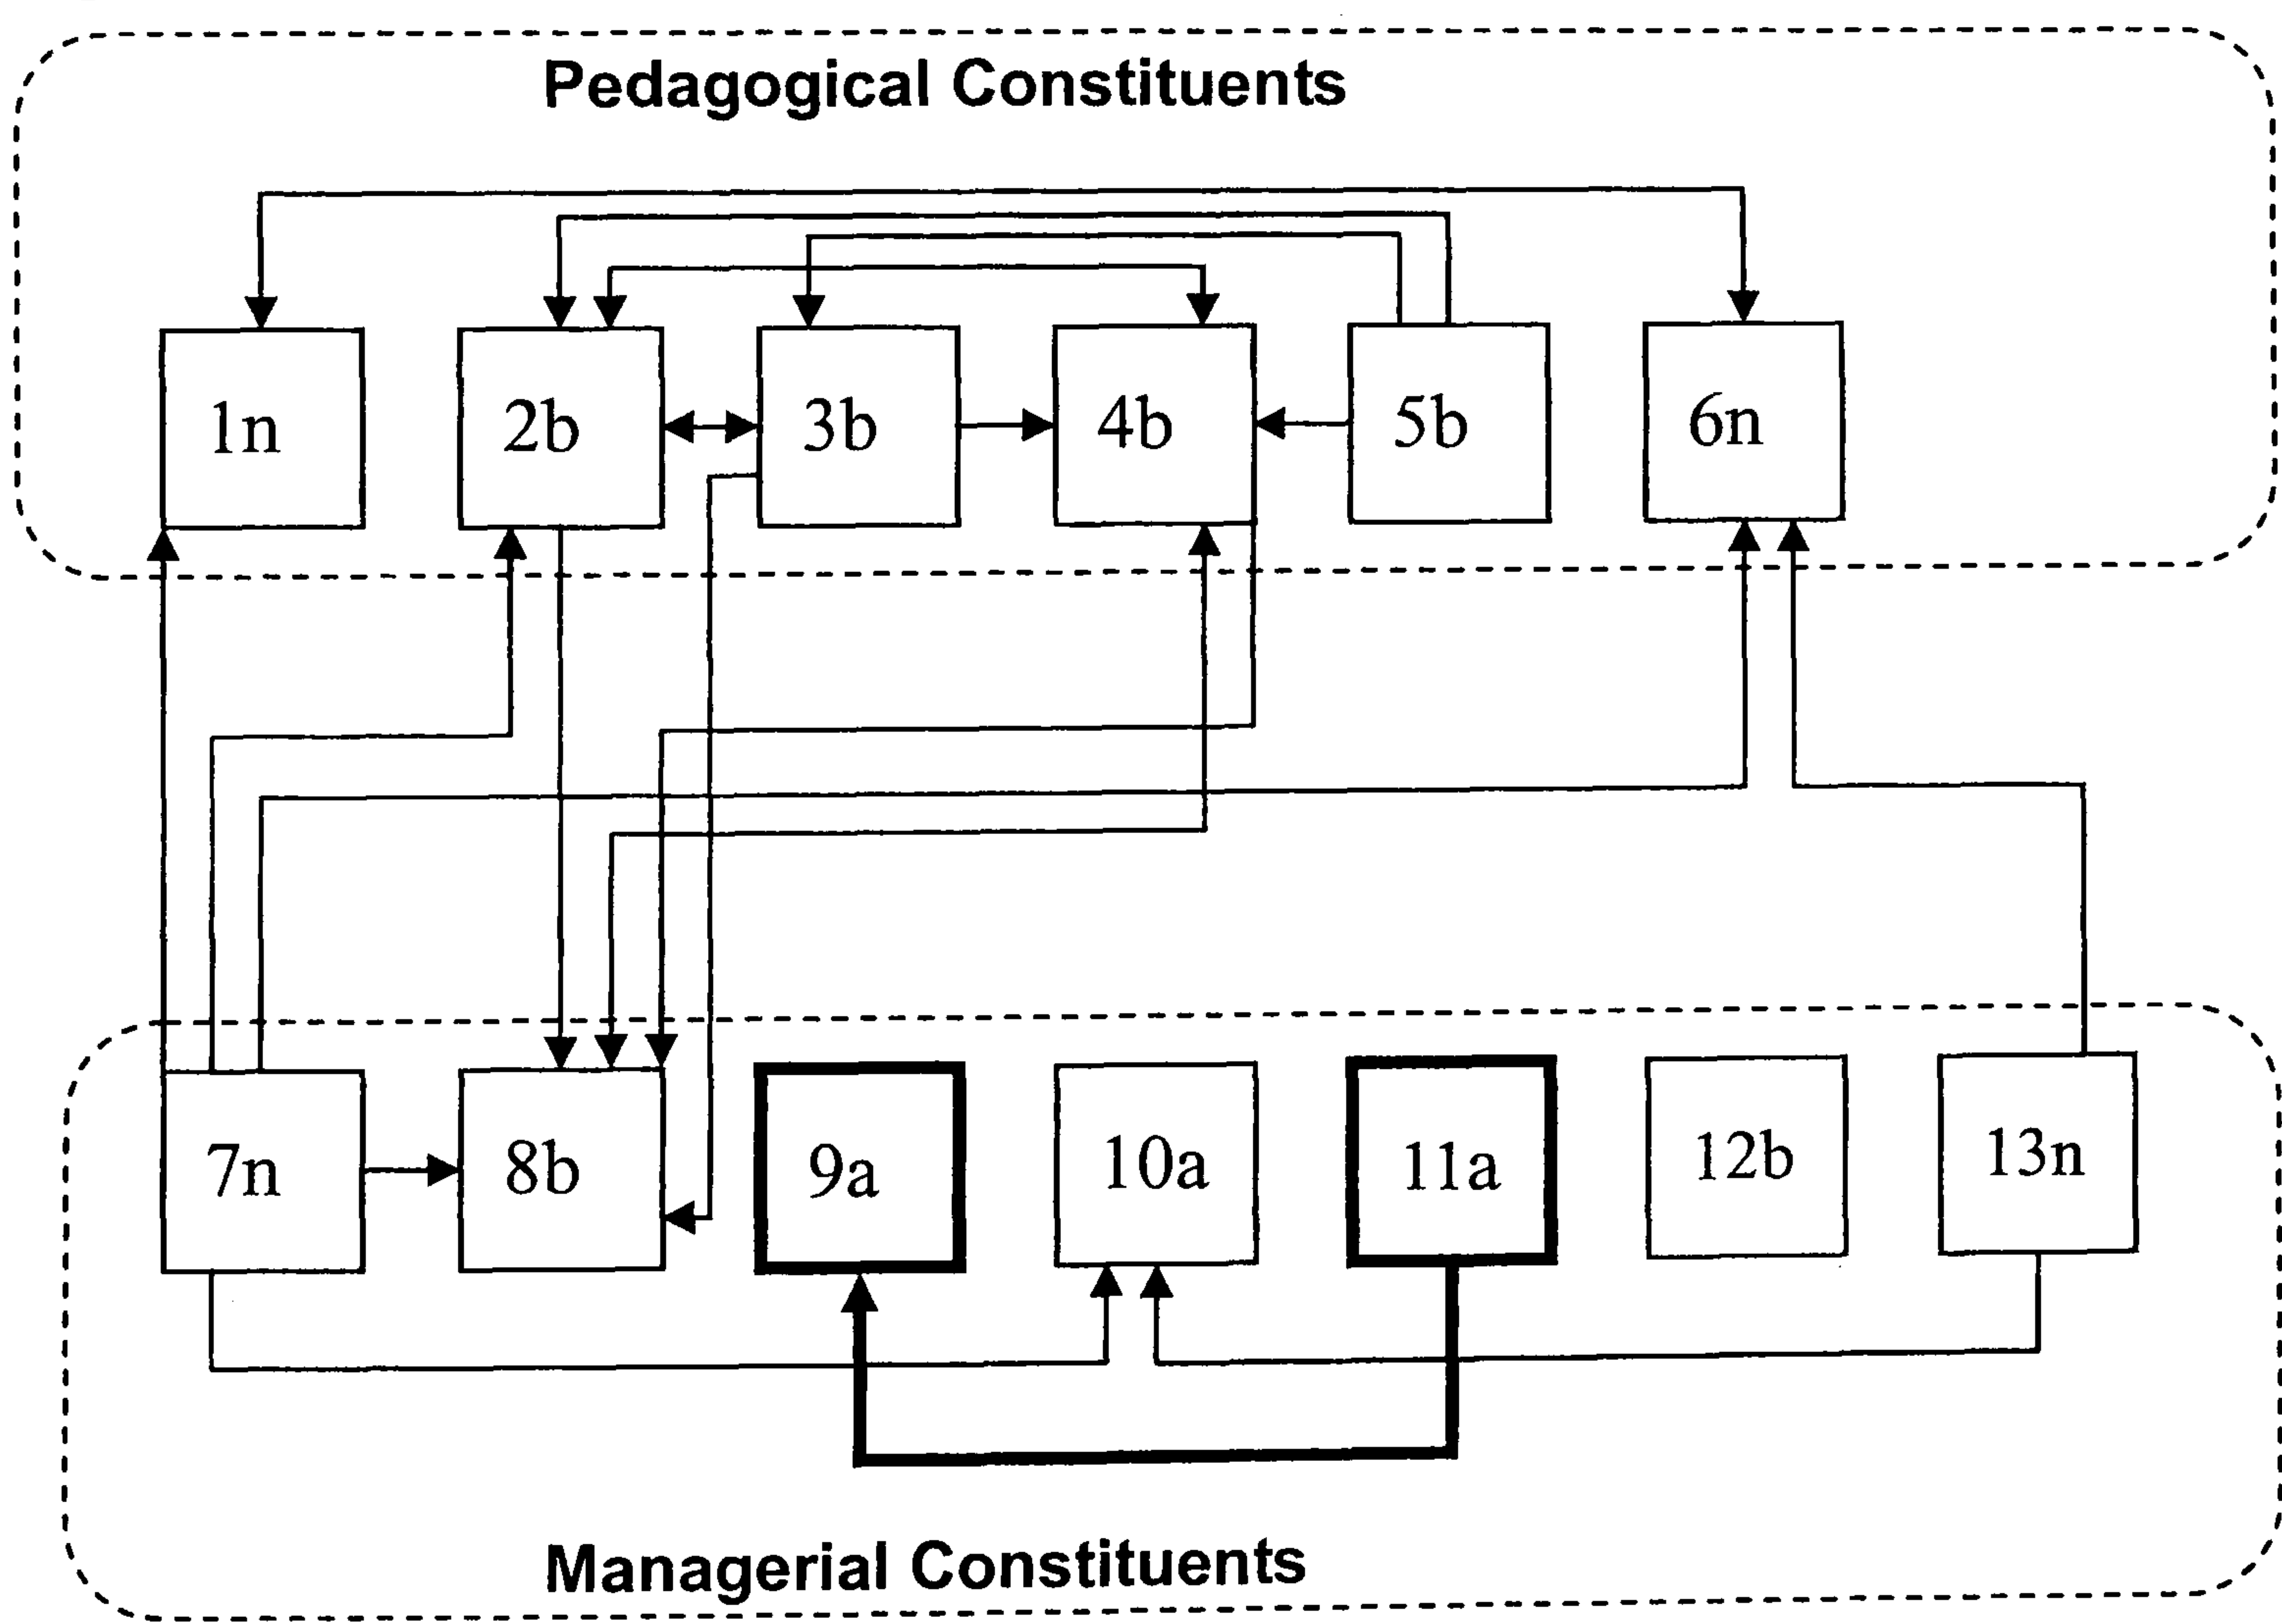 Pedagogical Constituents
1n
2b
3b
4b
5b
6n
7n
8b
9a
10a
11a
12b
13n
Managerial Constituents